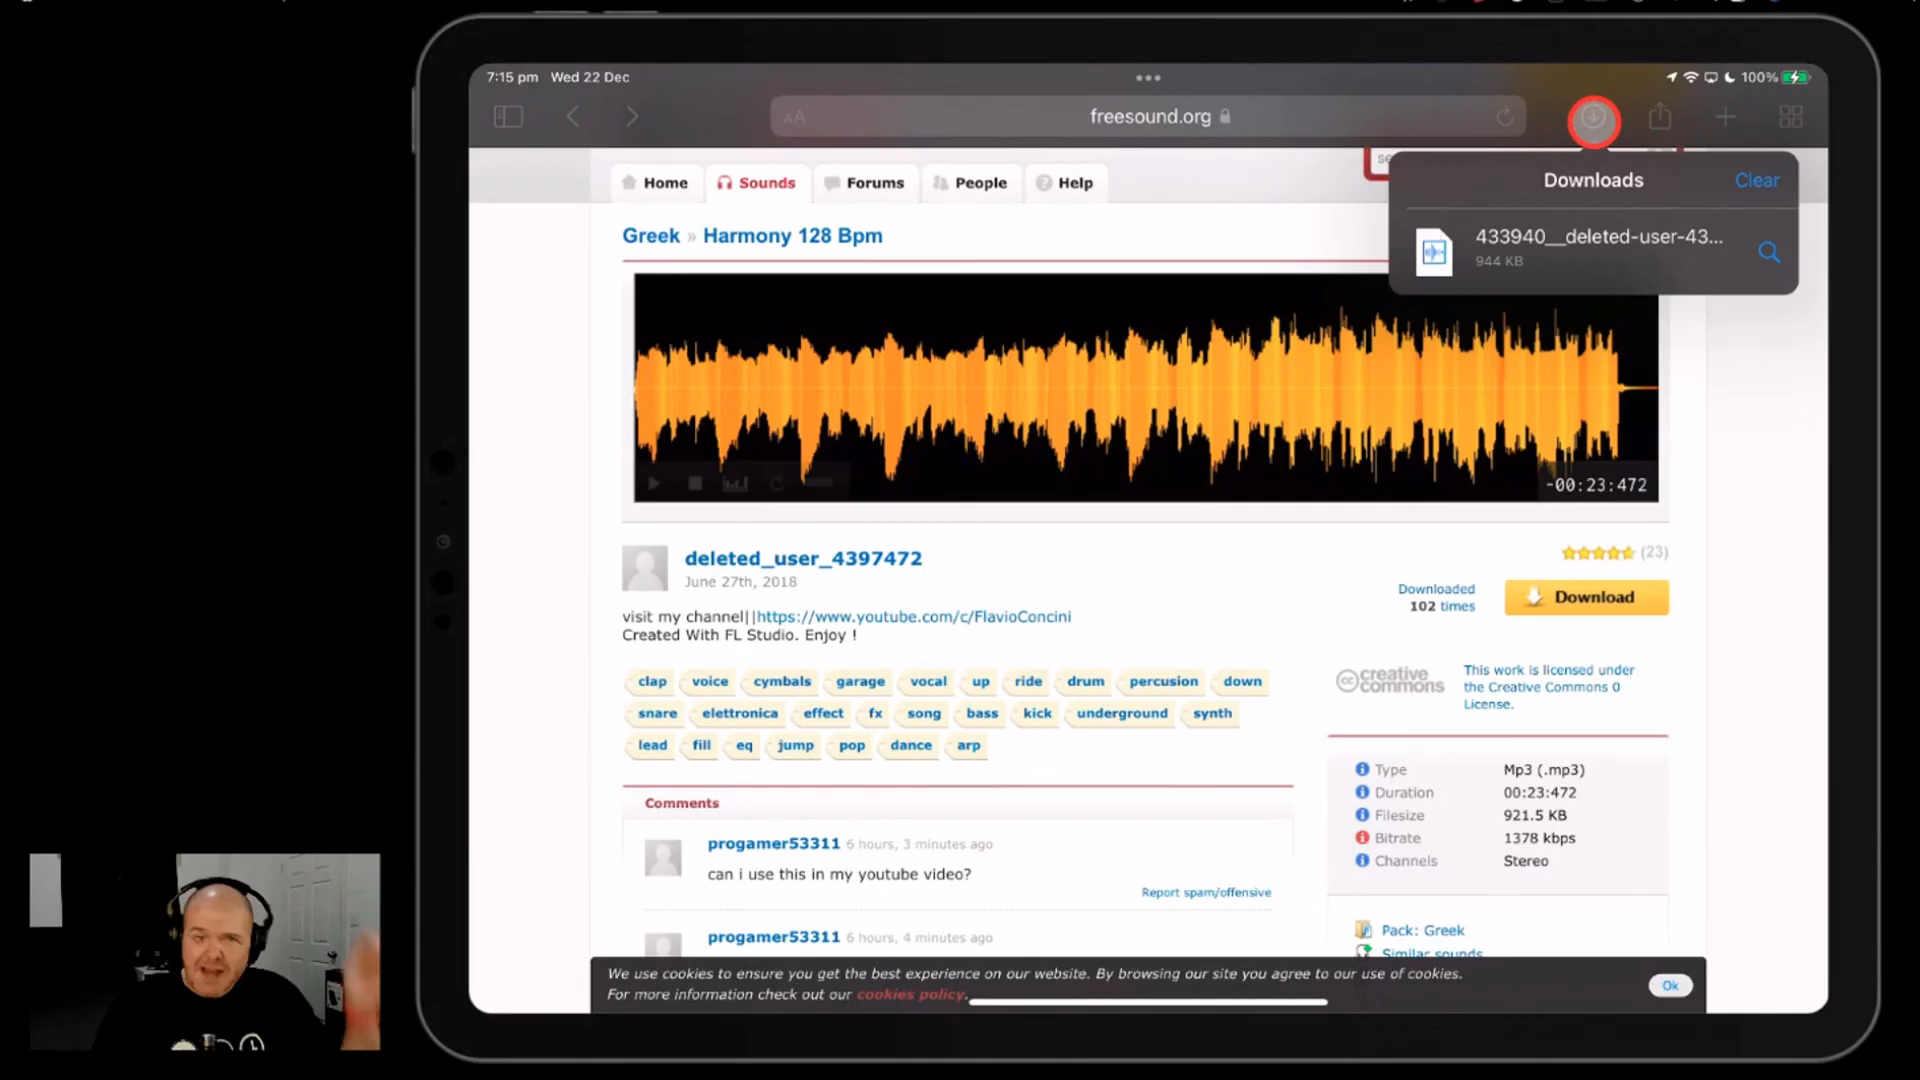 7:15 pm Wed 22 Dec
100%
AA
freesound.org
Home
Sounds
Forums
People
Help
Downloads
Clear
433940__deleted-user-43...
944 KB
Greek » Harmony 128 Bpm
-00:23:472
deleted_user_4397472
June 27th, 2018
(23)
Downloaded
102 times
Download
visit my channel||https://www.youtube.com/c/FlavioConcini
Created With FL Studio. Enjoy !
clap voice cymbals garage vocal up ride drum percusion down
snare elettronica effect fx song bass kick underground synth
lead fill eq jump pop dance arp
cc creative
commons
This work is licensed under
the Creative Commons 0
License.
Type Mp3 (.mp3)
Duration 00:23:472
Filesize 921.5 KB
Bitrate 1378 kbps
Channels Stereo
Comments
progamer53311 6 hours, 3 minutes ago
can i use this in my youtube video?
Report spam/offensive
progamer53311 6 hours, 4 minutes ago
Pack: Greek
Similar sounds
We use cookies to ensure you get the best experience on our website. By browsing our site you agree to our use of cookies.
For more information check out our cookies policy.
Ok